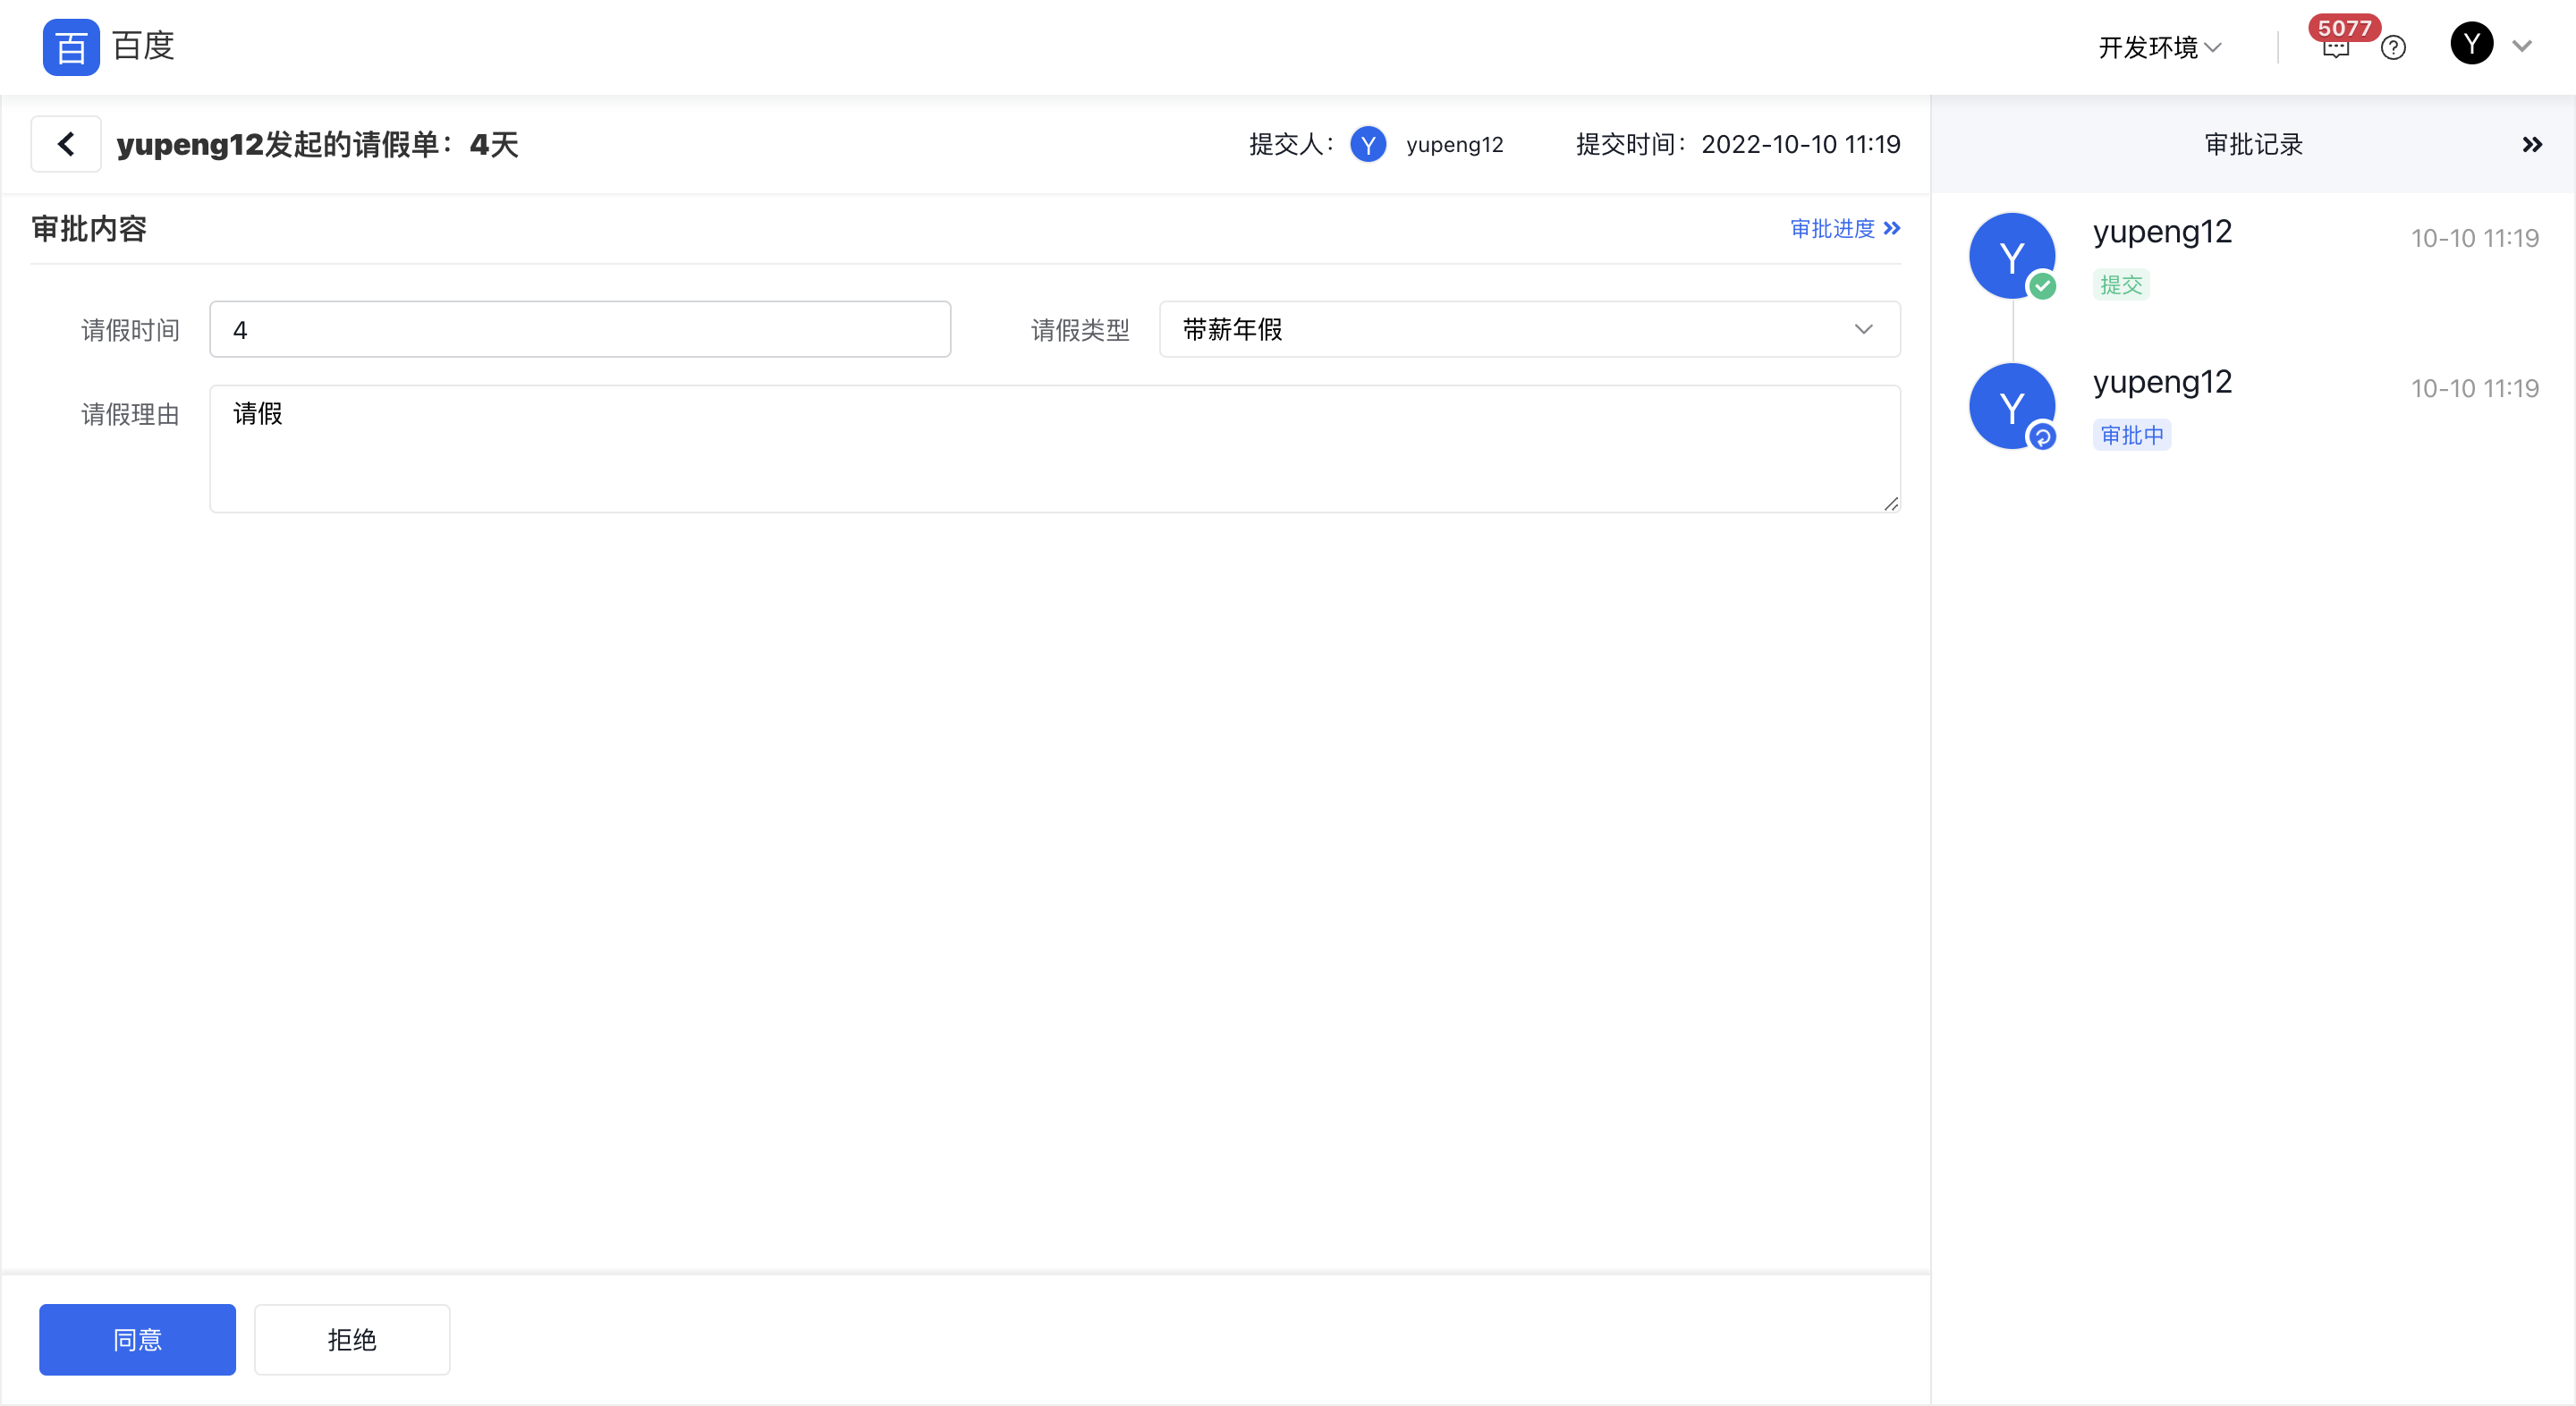 百 百度
开发环境
5077
Y
yupeng12发起的请假单：4天
提交人： Y yupeng12
提交时间：2022-10-10 11:19
审批记录
审批内容
审批进度
请假时间 4
请假类型 带薪年假
请假理由 请假
Y yupeng12 10-10 11:19
提交
Y yupeng12 10-10 11:19
审批中
同意 拒绝